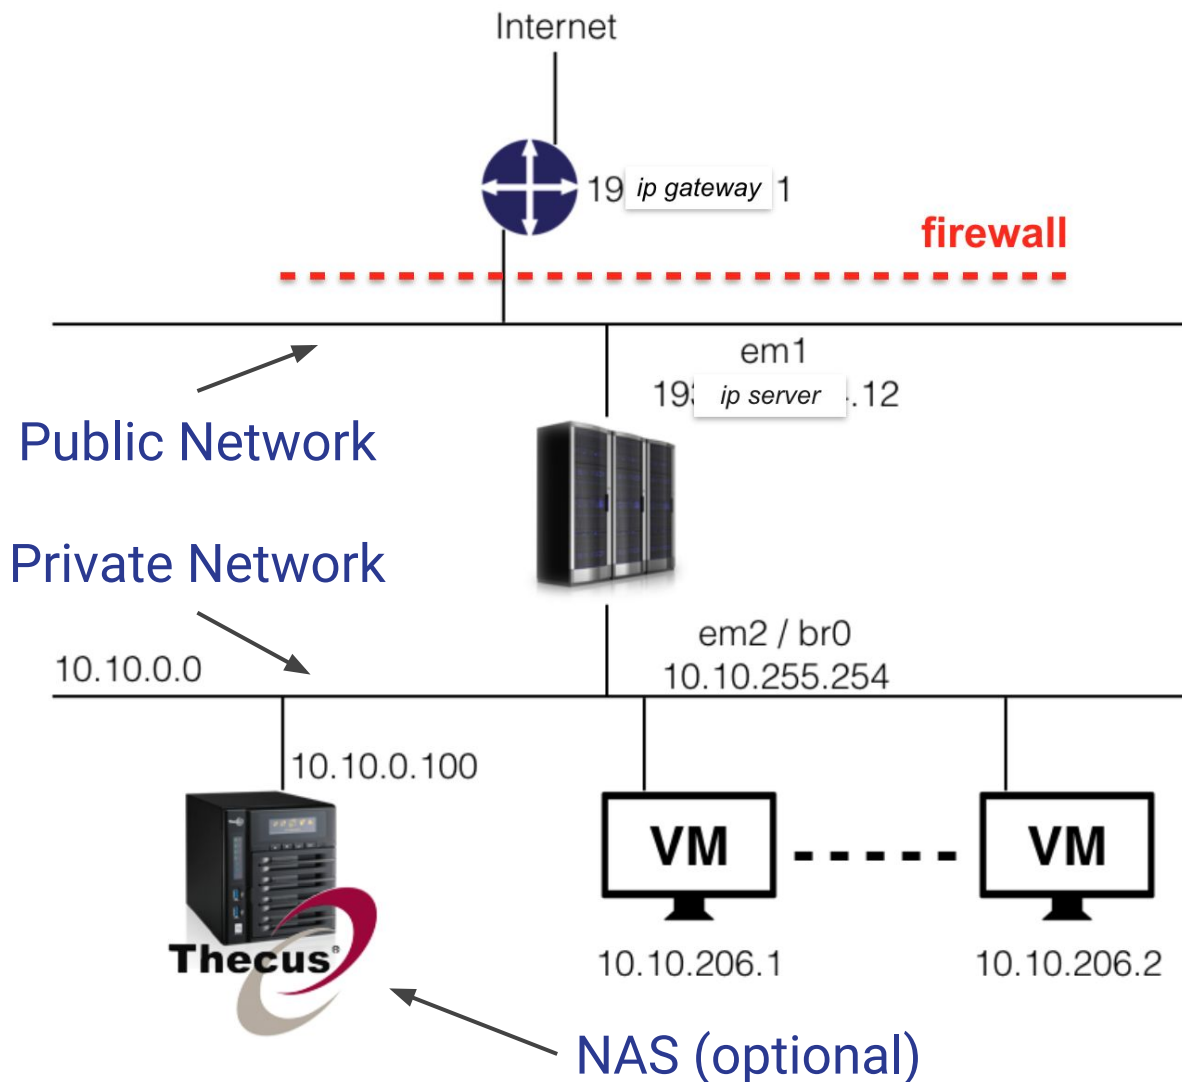 Internet
19 ip gateway 1
firewall
em1
193 ip server .12
Public Network
Private Network
em2 / br0
10.10.0.0
10.10.255.254
10.10.0.100
VM
VM
Thecus®
10.10.206.1
10.10.206.2
NAS (optional)